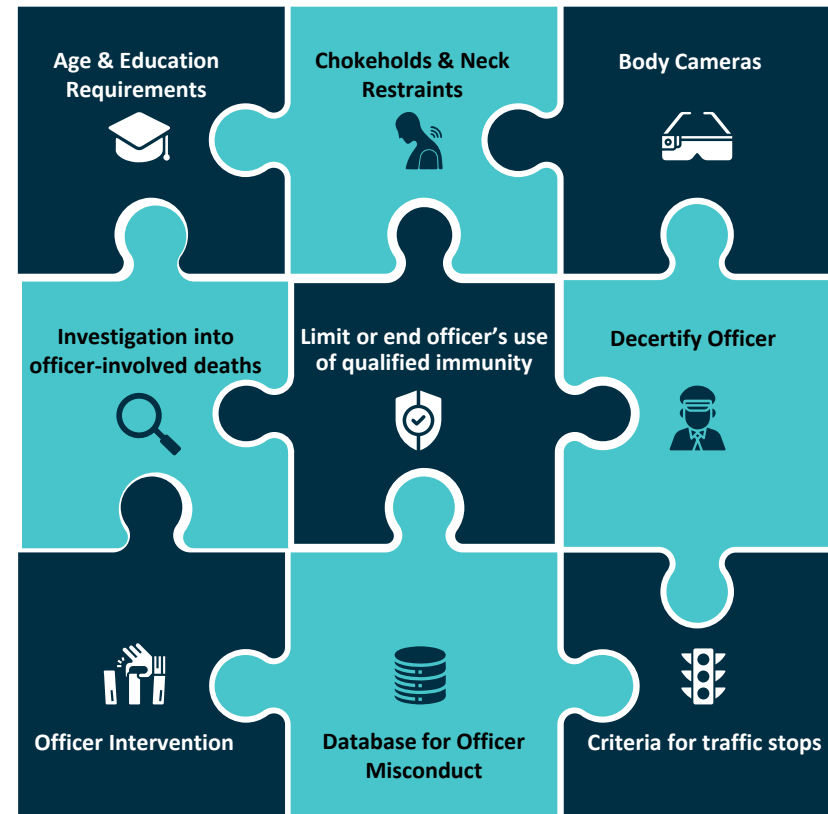 Age & Education
Requirements
Chokeholds & Neck
Restraints
Body Cameras
Investigation into
officer-involved deaths
Limit or end officer’s use
of qualified immunity
Decertify Officer
Officer Intervention
Database for Officer
Misconduct
Criteria for traffic stops